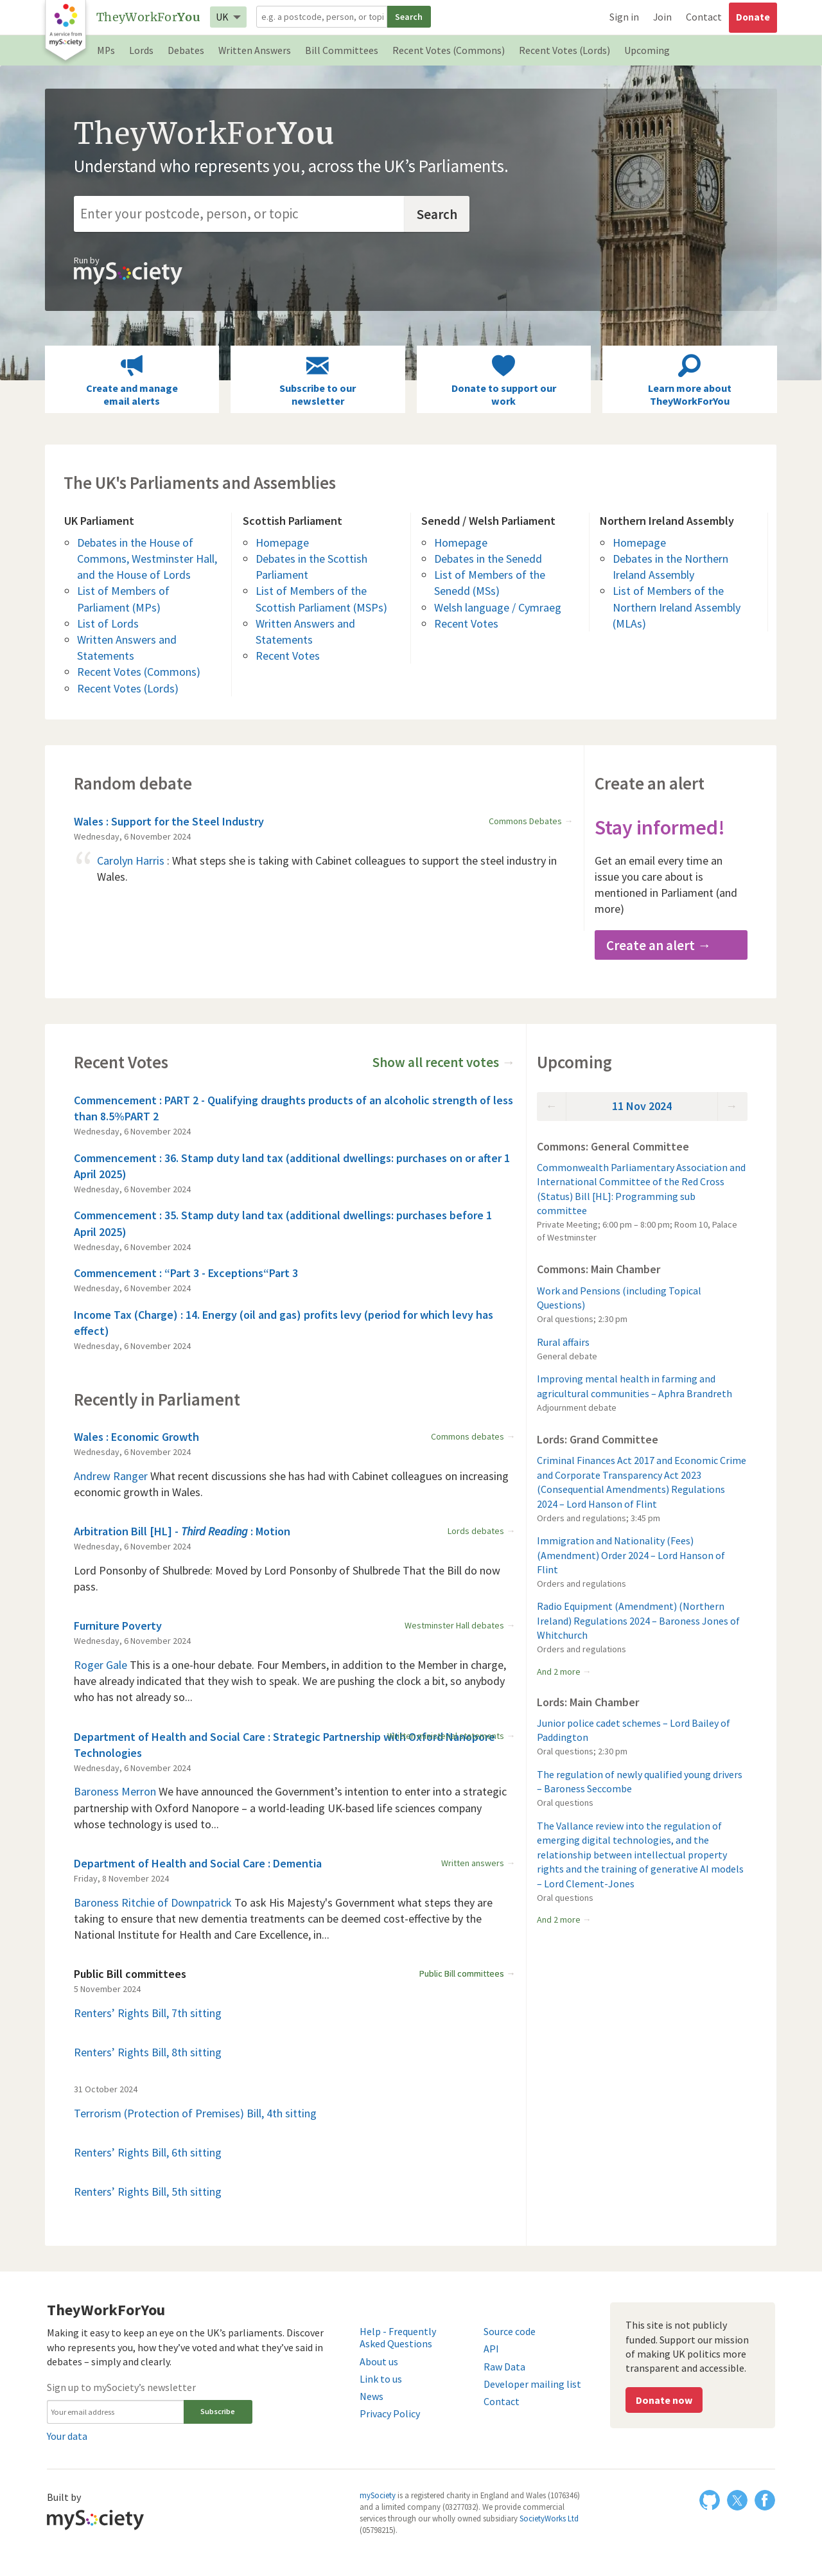 A service from
mySociety
TheyWorkForYou
UK
e.g. a postcode, person, or topic
Search
Sign in
Join
Contact
Donate
MPs
Lords
Debates
Written Answers
Bill Committees
Recent Votes (Commons)
Recent Votes (Lords)
Upcoming
TheyWorkForYou
Understand who represents you, across the UK’s Parliaments.
Enter your postcode, person, or topic
Search
Run by
mySociety
Create and manage
email alerts
Subscribe to our
newsletter
Donate to support our
work
Learn more about
TheyWorkForYou
The UK's Parliaments and Assemblies
UK Parliament
Debates in the House of
Commons, Westminster Hall,
and the House of Lords
List of Members of
Parliament (MPs)
List of Lords
Written Answers and
Statements
Recent Votes (Commons)
Recent Votes (Lords)
Scottish Parliament
Homepage
Debates in the Scottish
Parliament
List of Members of the
Scottish Parliament (MSPs)
Written Answers and
Statements
Recent Votes
Senedd / Welsh Parliament
Homepage
Debates in the Senedd
List of Members of the
Senedd (MSs)
Welsh language / Cymraeg
Recent Votes
Northern Ireland Assembly
Homepage
Debates in the Northern
Ireland Assembly
List of Members of the
Northern Ireland Assembly
(MLAs)
Random debate
Wales : Support for the Steel Industry
Commons Debates →
Wednesday, 6 November 2024
“ Carolyn Harris : What steps she is taking with Cabinet colleagues to support the steel industry in
Wales.
Create an alert
Stay informed!
Get an email every time an
issue you care about is
mentioned in Parliament (and
more)
Create an alert →
Recent Votes
Show all recent votes →
Commencement : PART 2 - Qualifying draughts products of an alcoholic strength of less
than 8.5%PART 2
Wednesday, 6 November 2024
Commencement : 36. Stamp duty land tax (additional dwellings: purchases on or after 1
April 2025)
Wednesday, 6 November 2024
Commencement : 35. Stamp duty land tax (additional dwellings: purchases before 1
April 2025)
Wednesday, 6 November 2024
Commencement : “Part 3 - Exceptions“Part 3
Wednesday, 6 November 2024
Income Tax (Charge) : 14. Energy (oil and gas) profits levy (period for which levy has
effect)
Wednesday, 6 November 2024
Recently in Parliament
Wales : Economic Growth
Commons debates →
Wednesday, 6 November 2024
Andrew Ranger What recent discussions she has had with Cabinet colleagues on increasing
economic growth in Wales.
Arbitration Bill [HL] - Third Reading : Motion
Lords debates →
Wednesday, 6 November 2024
Lord Ponsonby of Shulbrede: Moved by Lord Ponsonby of Shulbrede That the Bill do now
pass.
Furniture Poverty
Westminster Hall debates →
Wednesday, 6 November 2024
Roger Gale This is a one-hour debate. Four Members, in addition to the Member in charge,
have already indicated that they wish to speak. We are pushing the clock a bit, so anybody
who has not already so...
Department of Health and Social Care : Strategic Partnership with Oxford Nanopore
Technologies
Wednesday, 6 November 2024
Baroness Merron We have announced the Government’s intention to enter into a strategic
partnership with Oxford Nanopore – a world-leading UK-based life sciences company
whose technology is used to...
Department of Health and Social Care : Dementia
Written answers →
Friday, 8 November 2024
Baroness Ritchie of Downpatrick To ask His Majesty's Government what steps they are
taking to ensure that new dementia treatments can be deemed cost-effective by the
National Institute for Health and Care Excellence, in...
Public Bill committees
Public Bill committees →
5 November 2024
Renters’ Rights Bill, 7th sitting
Renters’ Rights Bill, 8th sitting
31 October 2024
Terrorism (Protection of Premises) Bill, 4th sitting
Renters’ Rights Bill, 6th sitting
Renters’ Rights Bill, 5th sitting
Upcoming
← 11 Nov 2024 →
Commons: General Committee
Commonwealth Parliamentary Association and
International Committee of the Red Cross
(Status) Bill [HL]: Programming sub
committee
Private Meeting; 6:00 pm – 8:00 pm; Room 10, Palace
of Westminster
Commons: Main Chamber
Work and Pensions (including Topical
Questions)
Oral questions; 2:30 pm
Rural affairs
General debate
Improving mental health in farming and
agricultural communities – Aphra Brandreth
Adjournment debate
Lords: Grand Committee
Criminal Finances Act 2017 and Economic Crime
and Corporate Transparency Act 2023
(Consequential Amendments) Regulations
2024 – Lord Hanson of Flint
Orders and regulations; 3:45 pm
Immigration and Nationality (Fees)
(Amendment) Order 2024 – Lord Hanson of
Flint
Orders and regulations
Radio Equipment (Amendment) (Northern
Ireland) Regulations 2024 – Baroness Jones of
Whitchurch
Orders and regulations
And 2 more →
Lords: Main Chamber
Junior police cadet schemes – Lord Bailey of
Paddington
Oral questions; 2:30 pm
The regulation of newly qualified young drivers
– Baroness Seccombe
Oral questions
The Vallance review into the regulation of
emerging digital technologies, and the
relationship between intellectual property
rights and the training of generative AI models
– Lord Clement-Jones
Oral questions
And 2 more →
TheyWorkForYou
Making it easy to keep an eye on the UK’s parliaments. Discover
who represents you, how they’ve voted and what they’ve said in
debates – simply and clearly.
Sign up to mySociety’s newsletter
Your email address
Subscribe
Your data
Help - Frequently
Asked Questions
About us
Link to us
News
Privacy Policy
Source code
API
Raw Data
Developer mailing list
Contact
This site is not publicly
funded. Support our mission
of making UK politics more
transparent and accessible.
Donate now
Built by
mySociety
mySociety is a registered charity in England and Wales (1076346)
and a limited company (03277032). We provide commercial
services through our wholly owned subsidiary SocietyWorks Ltd
(05798215).